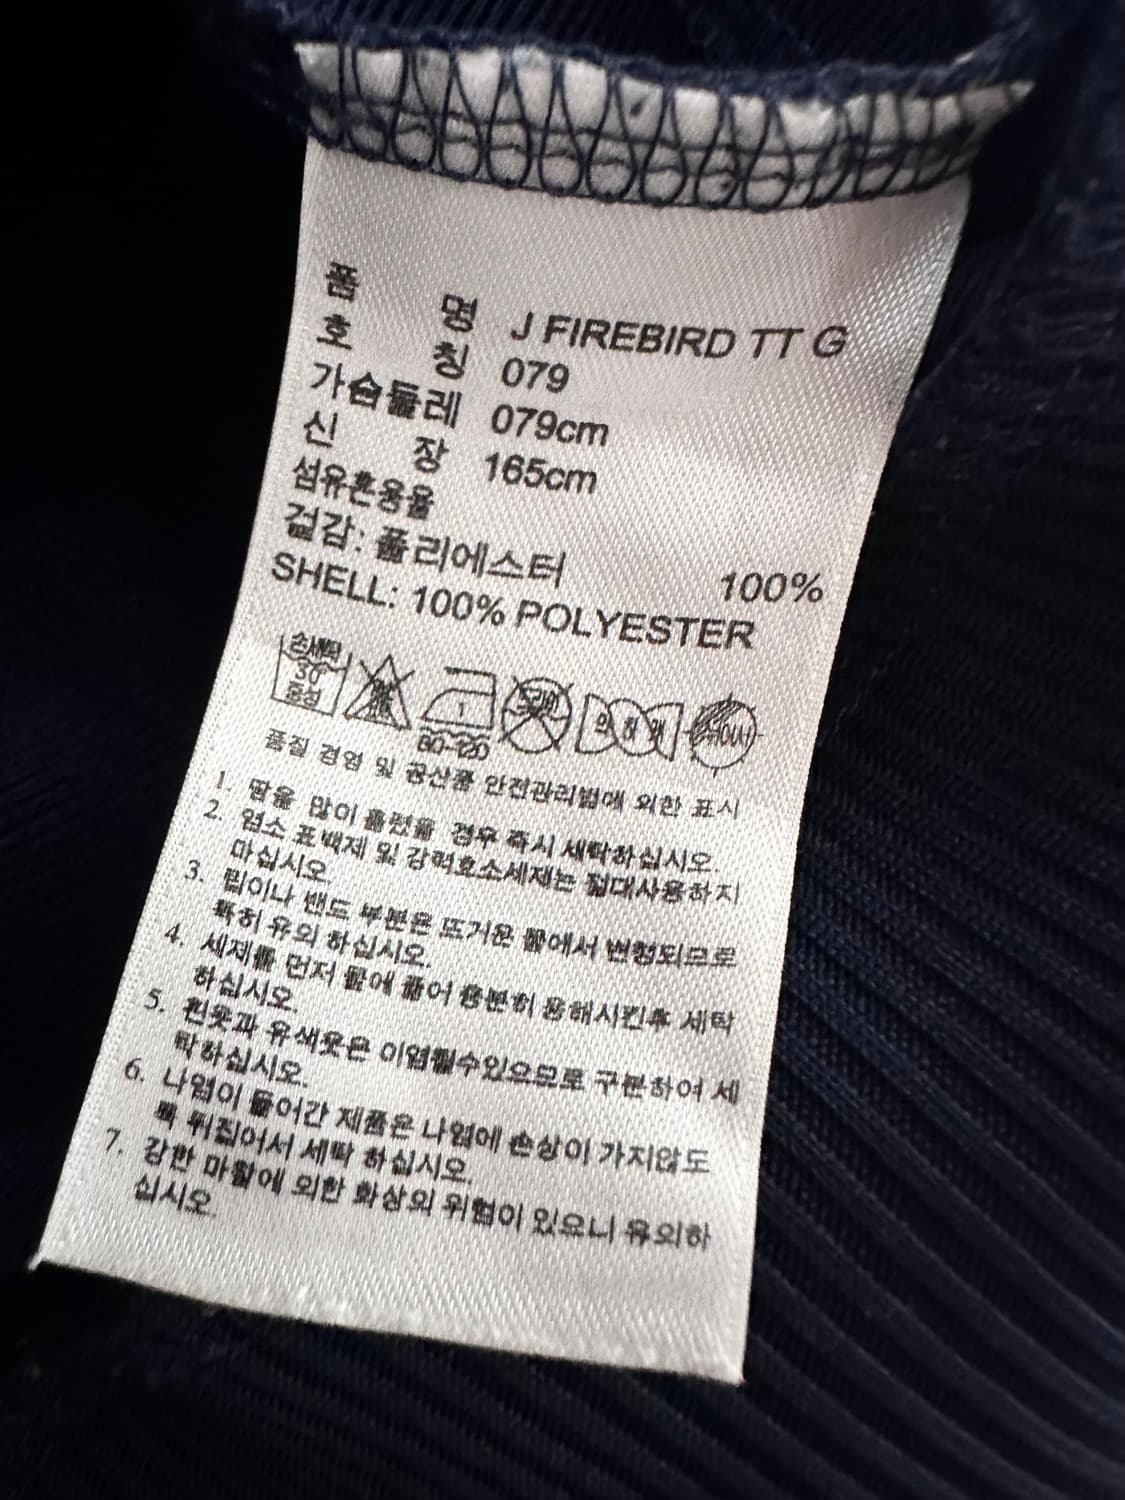 품 명 J FIREBIRD TT G
호 칭 079
가슴둘레 079cm
신 장 165cm
섬유혼용율
겉감: 폴리에스터 100%
SHELL: 100% POLYESTER
손세탁
30°
중성
1
80-120
품질 경영 및 공산품 안전관리법에 의한 표시
1. 땀을 많이 흘렸을 경우 즉시 세탁하십시오.
2. 염소 표백제 및 강력효소세제는 절대사용하지
마십시오.
3. 립이나 밴드 부분은 뜨거운 물에서 변형되므로
특히 유의 하십시오.
4. 세제를 먼저 물에 풀어 충분히 용해시킨후 세탁
하십시오.
5. 흰옷과 유색옷은 이염될수있으므로 구분하여 세
탁하십시오.
6. 나염이 들어간 제품은 나염에 손상이 가지않도
록 뒤집어서 세탁 하십시오.
7. 강한 마찰에 의한 화상의 위험이 있으니 유의하
십시오.